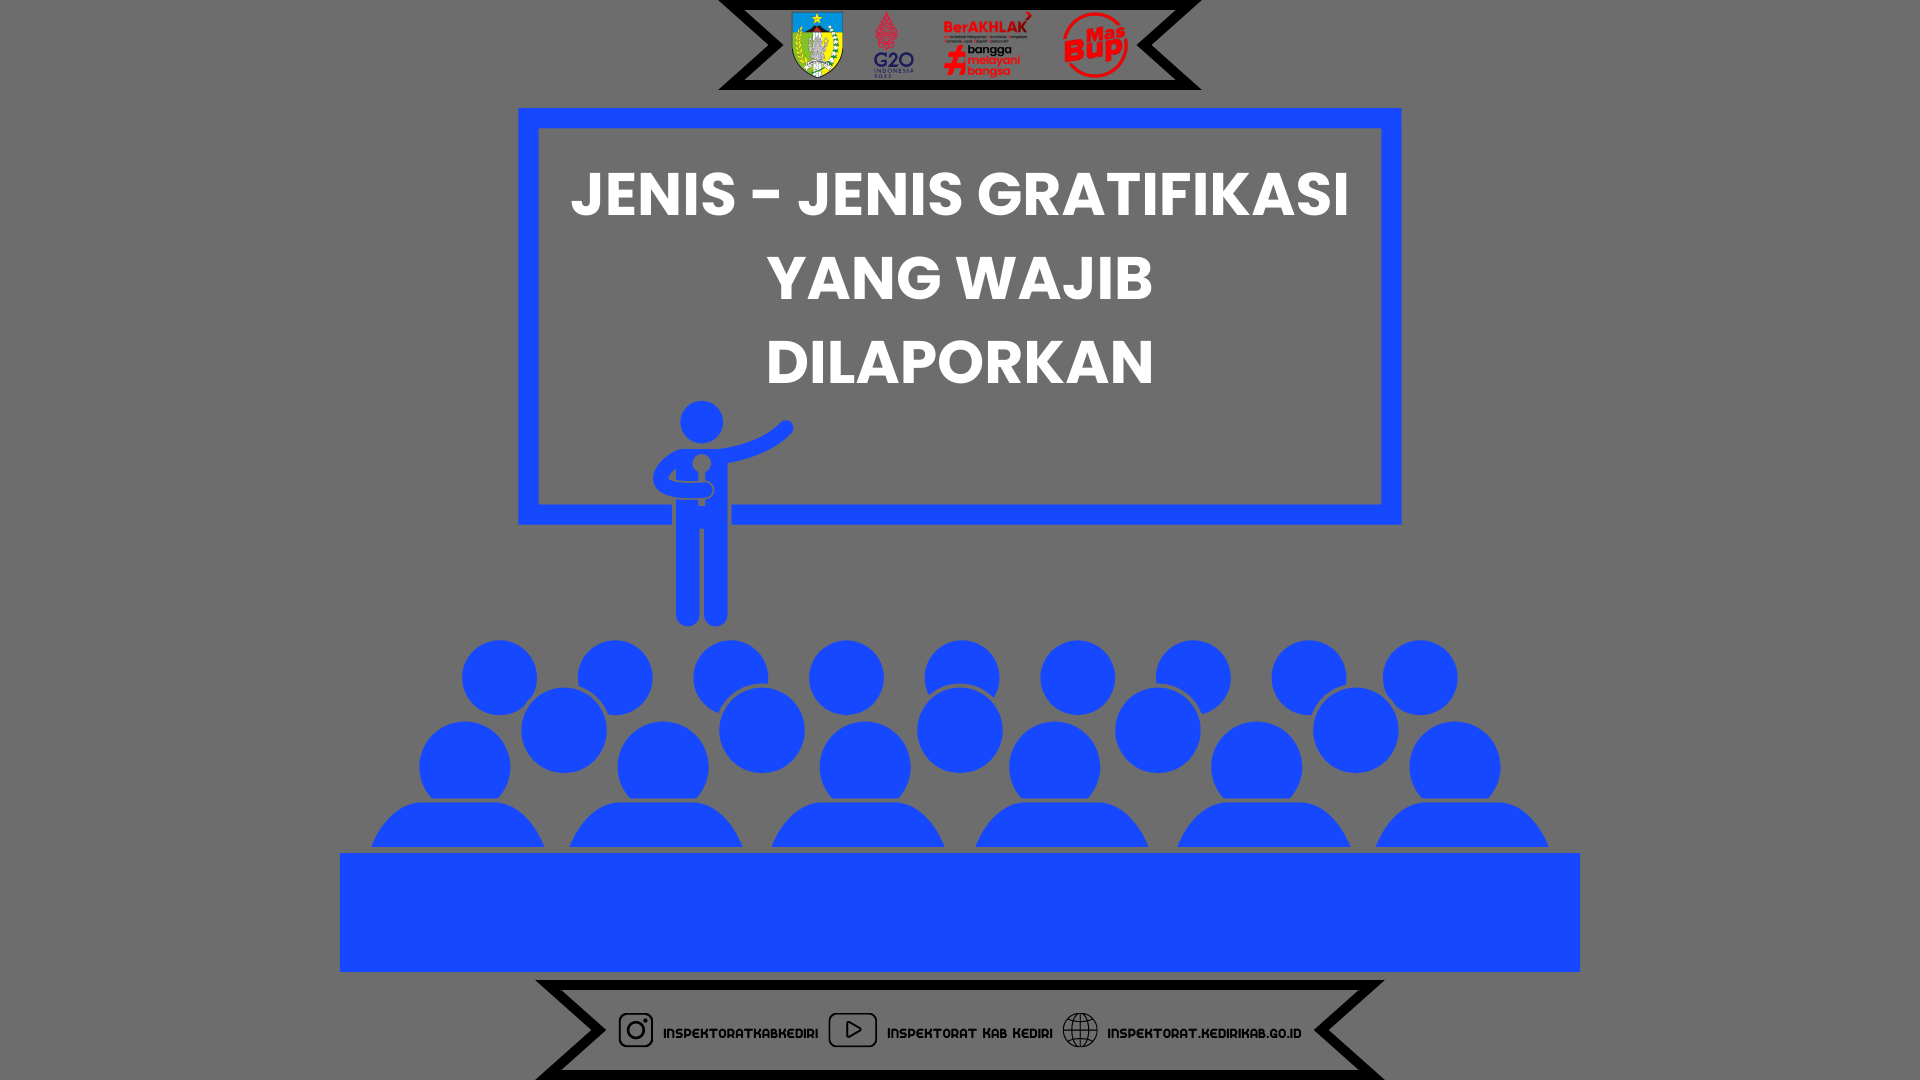 BerAKHLAK
# bangga
melayani
bangsa
G20
INDONESIA
2022
Mas
Bup
JENIS - JENIS GRATIFIKASI
YANG WAJIB
DILAPORKAN
INSPEKTORATKABKEDIRI
INSPEKTORAT KAB KEDIRI
INSPEKTORAT.KEDIRIKAB.GO.ID